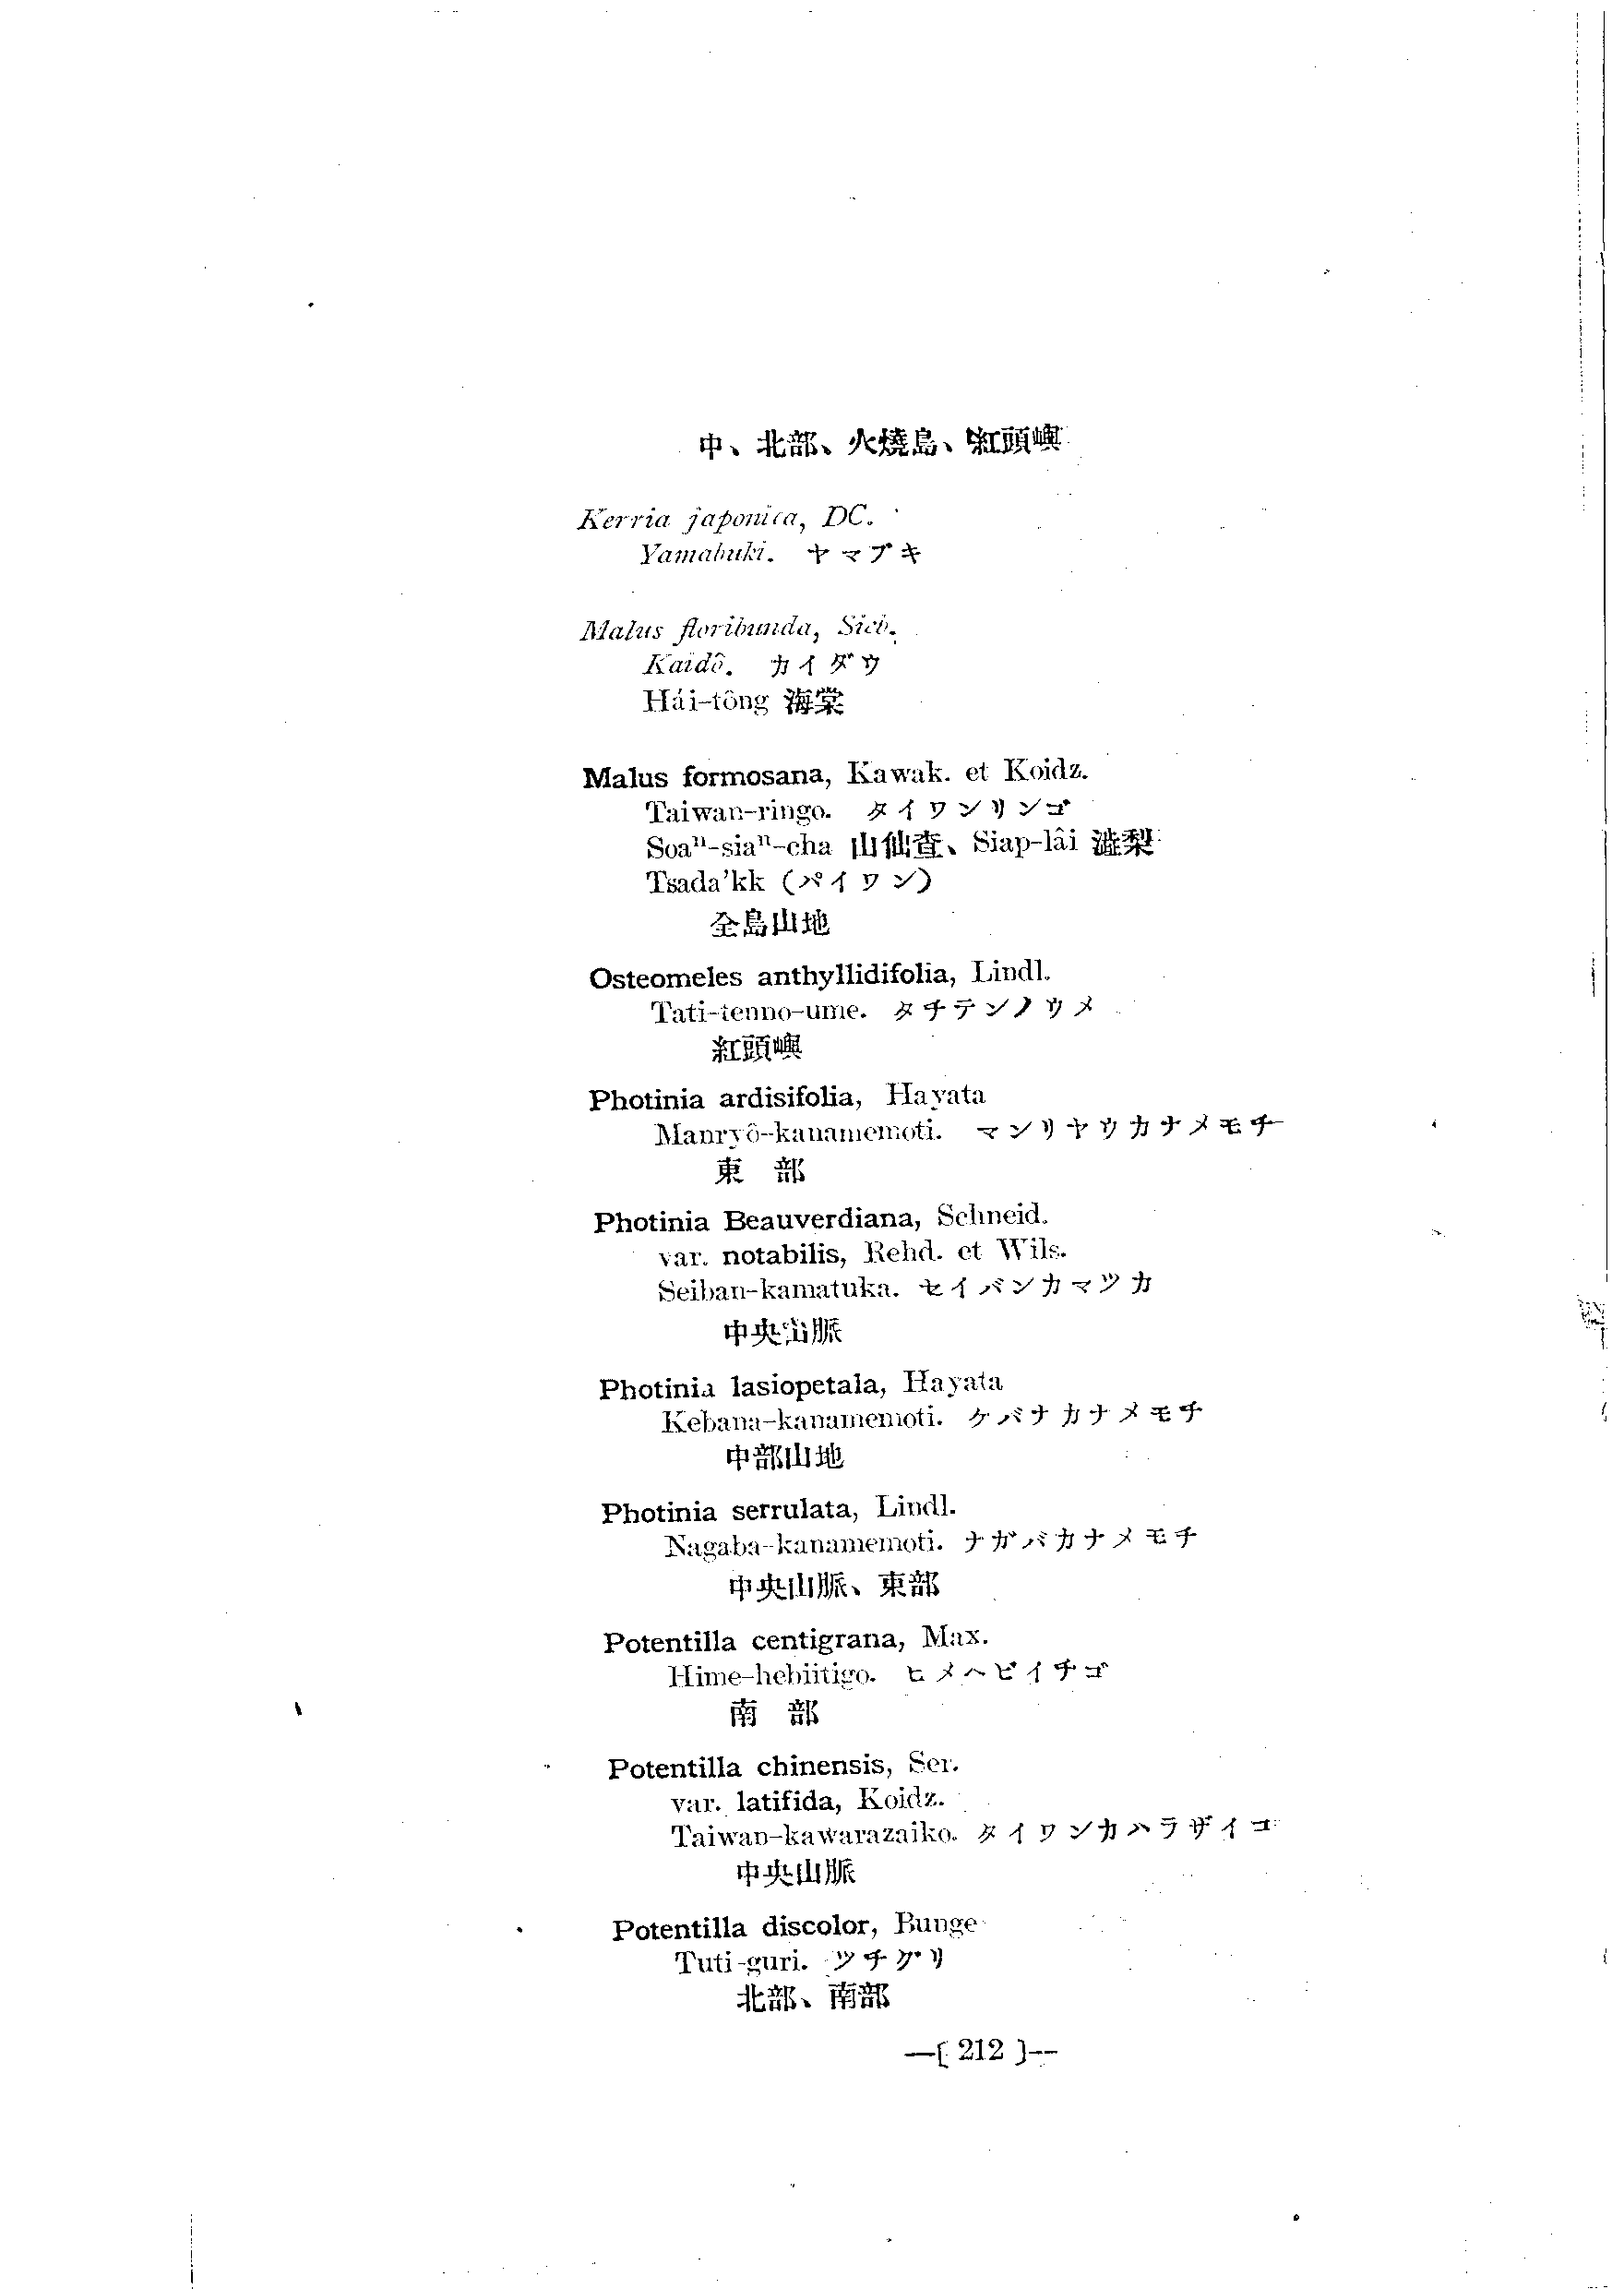 中、北部、火燒島、紅頭嶼
Kerria japonica, DC.
Yamabuki. ヤマブキ
Malus floribunda, Sieb.
Kaidô. カイダウ
Hái-tông 海棠
Malus formosana, Kawak. et Koidz.
Taiwan-ringo. タイワンリンゴ
Soaⁿ-siaⁿ-cha 山仙查、Siap-lâi 澁梨
Tsada'kk (パイワン)
全島山地
Osteomeles anthyllidifolia, Lindl.
Tati-tenno-ume. タチテンノウメ
紅頭嶼
Photinia ardisifolia, Hayata
Manryô-kanamemoti. マンリヤウカナメモチ
東 部
Photinia Beauverdiana, Schneid.
var. notabilis, Rehd. et Wils.
Seiban-kamatuka. セイバンカマツカ
中央山脈
Photinia lasiopetala, Hayata
Kebana-kanamemoti. ケバナカナメモチ
中部山地
Photinia serrulata, Lindl.
Nagaba-kanamemoti. ナガバカナメモチ
中央山脈、東部
Potentilla centigrana, Max.
Hime-hebiitigo. ヒメヘビイチゴ
南 部
Potentilla chinensis, Ser.
var. latifida, Koidz.
Taiwan-kawarazaiko. タイワンカハラザイコ
中央山脈
Potentilla discolor, Bunge
Tuti-guri. ツチグリ
北部、南部
—( 212 )—